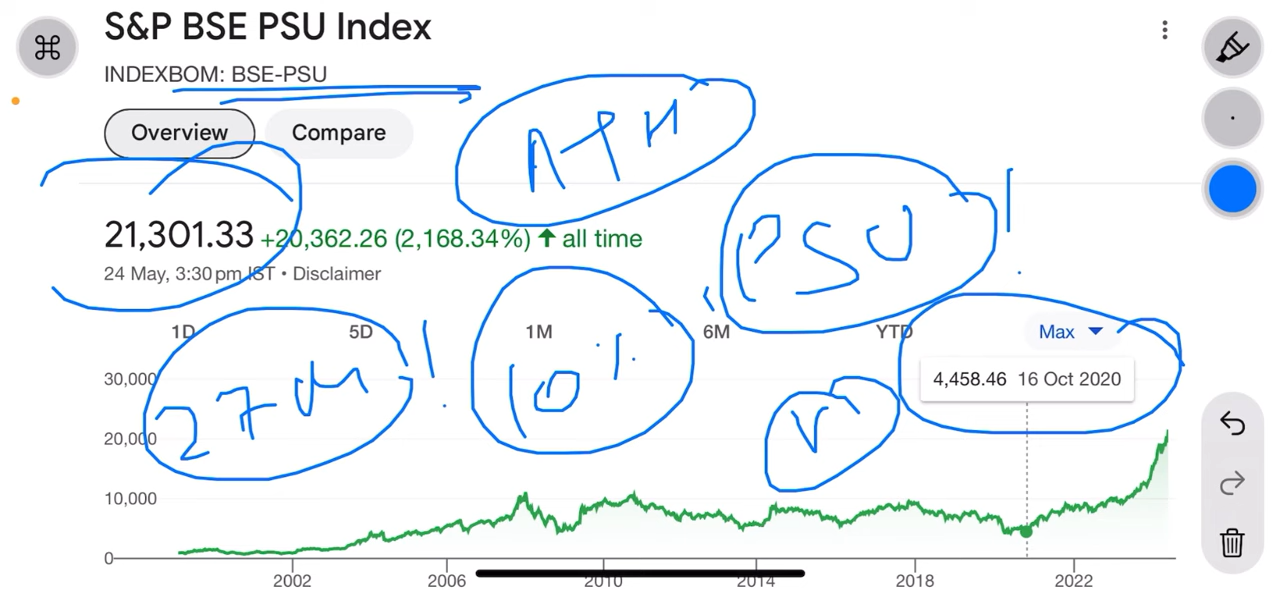 S&P BSE PSU Index
INDEXBOM: BSE-PSU
Overview Compare
PSU
21,301.33 +20,362.26 (2,168.34%) ↑ all time
24 May, 3:30 pm IST • Disclaimer
1D 5D 1M 6M YTD Max
4,458.46 16 Oct 2020
30,000
10%
20,000
10,000
0
2002 2006 2010 2014 2018 2022